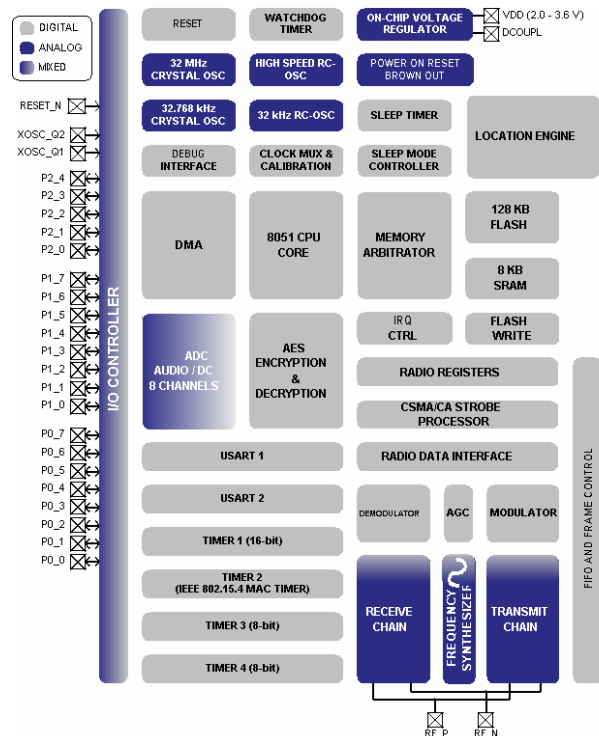 DIGITAL
ANALOG
MIXED
RESET
WATCHDOG
TIMER
ON-CHIP VOLTAGE
REGULATOR
VDD (2.0 - 3.6 V)
DCOUPL
32 MHz
CRYSTAL OSC
HIGH SPEED RC-
OSC
POWER ON RESET
BROWN OUT
32.768 kHz
CRYSTAL OSC
32 kHz RC-OSC
SLEEP TIMER
LOCATION ENGINE
DEBUG
INTERFACE
CLOCK MUX &
CALIBRATION
SLEEP MODE
CONTROLLER
RESET_N
XOSC_Q2
XOSC_Q1
P2_4
P2_3
P2_2
P2_1
P2_0
P1_7
P1_6
P1_5
P1_4
P1_3
P1_2
P1_1
P1_0
P0_7
P0_6
P0_5
P0_4
P0_3
P0_2
P0_1
P0_0
I/O CONTROLLER
DMA
8051 CPU
CORE
MEMORY
ARBITRATOR
128 KB
FLASH
8 KB
SRAM
ADC
AUDIO / DC
8 CHANNELS
AES
ENCRYPTION
&
DECRYPTION
IRQ
CTRL
FLASH
WRITE
RADIO REGISTERS
CSMA/CA STROBE
PROCESSOR
USART 1
RADIO DATA INTERFACE
USART 2
DEMODULATOR
AGC
MODULATOR
TIMER 1 (16-bit)
TIMER 2
(IEEE 802.15.4 MAC TIMER)
TIMER 3 (8-bit)
TIMER 4 (8-bit)
RECEIVE
CHAIN
FREQUENCY
SYNTHESIZER
TRANSMIT
CHAIN
FIFO AND FRAME CONTROL
RF_P
RF_N